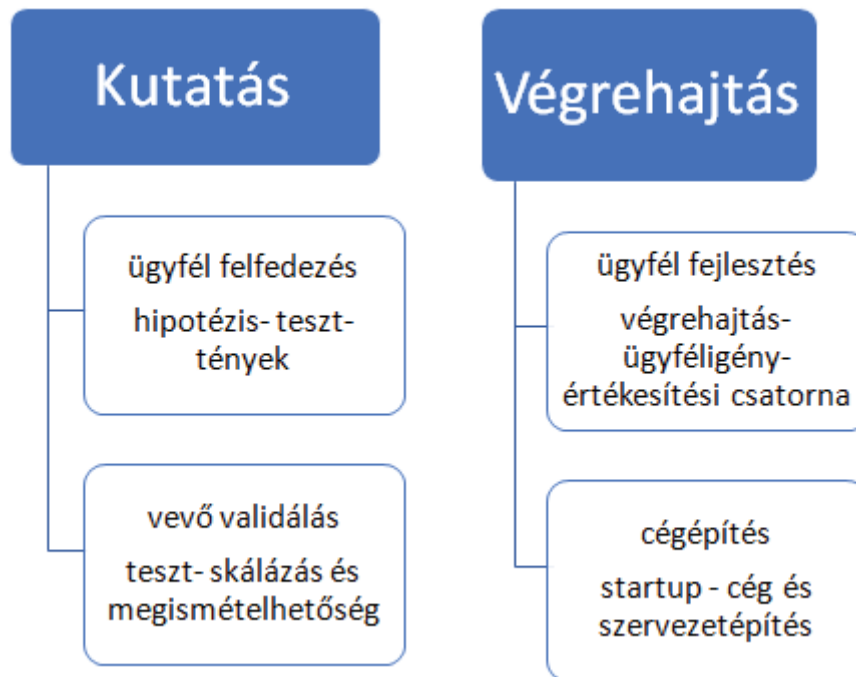 Kutatás
ügyfél felfedezés
hipotézis- teszt-
tények
vevő validálás
teszt- skálázás és
megismételhetőség
Végrehajtás
ügyfél fejlesztés
végrehajtás-
ügyféligény-
értékesítési csatorna
cégépítés
startup - cég és
szervezetépítés